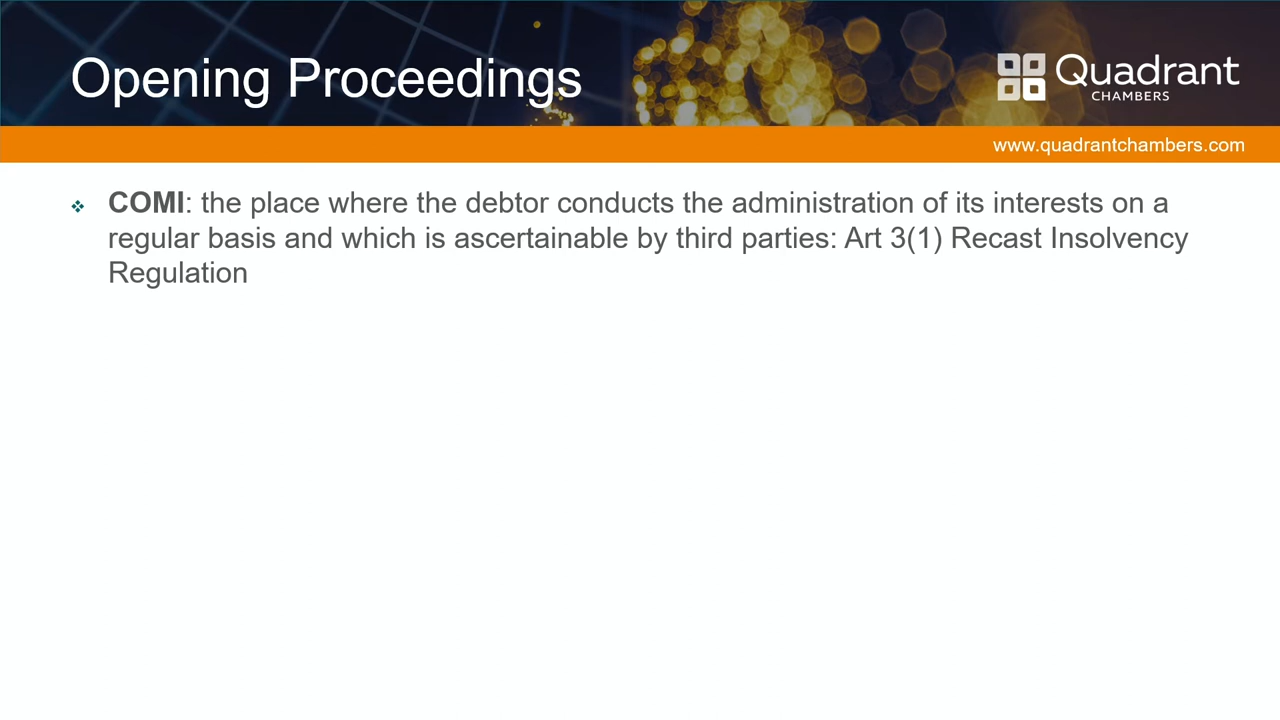 Opening Proceedings
Quadrant
CHAMBERS
www.quadrantchambers.com
COMI: the place where the debtor conducts the administration of its interests on a
regular basis and which is ascertainable by third parties: Art 3(1) Recast Insolvency
Regulation